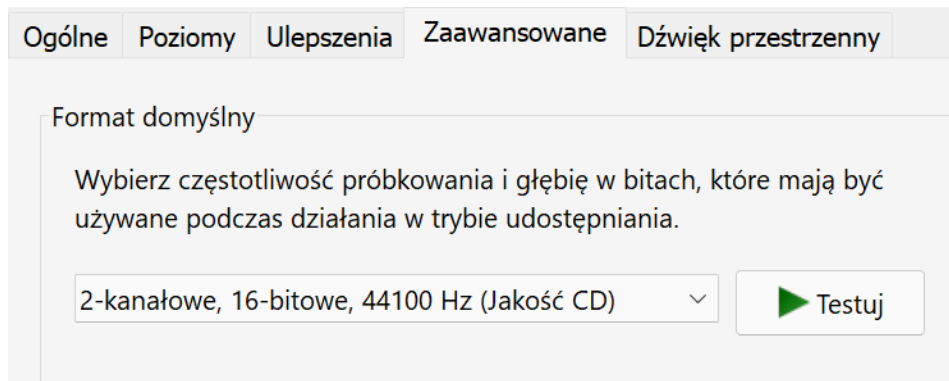 Ogólne Poziomy Ulepszenia Zaawansowane Dźwięk przestrzenny
Format domyślny
Wybierz częstotliwość próbkowania i głębię w bitach, które mają być
używane podczas działania w trybie udostępniania.
2-kanałowe, 16-bitowe, 44100 Hz (Jakość CD) Testuj